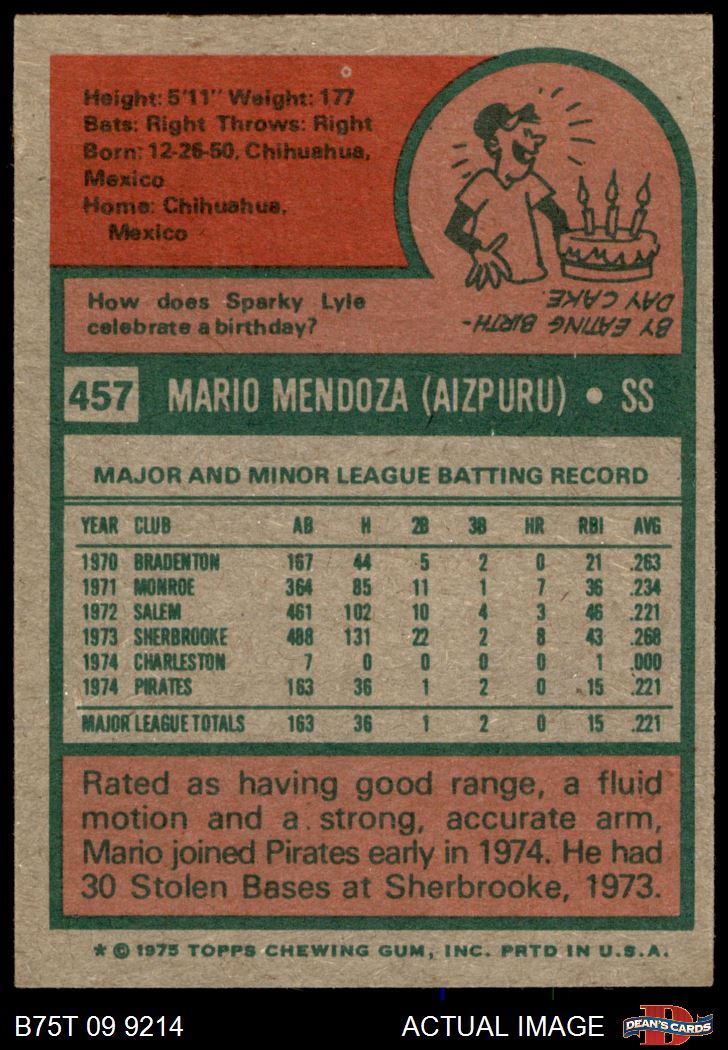 Height: 5'11" Weight: 177
Bats: Right Throws: Right
Born: 12-26-50, Chihuahua,
Mexico
Home: Chihuahua,
Mexico
How does Sparky Lyle
celebrate a birthday?
BY EATING BIRTH-
DAY CAKE.
457 MARIO MENDOZA (AIZPURU) • SS
MAJOR AND MINOR LEAGUE BATTING RECORD
YEAR CLUB AB H 2B 3B HR RBI AVG
1970 BRADENTON 167 44 5 2 0 21 .263
1971 MONROE 364 85 11 1 7 36 .234
1972 SALEM 461 102 10 4 3 46 .221
1973 SHERBROOKE 488 131 22 2 8 43 .268
1974 CHARLESTON 7 0 0 0 0 1 .000
1974 PIRATES 163 36 1 2 0 15 .221
MAJOR LEAGUE TOTALS 163 36 1 2 0 15 .221
Rated as having good range, a fluid
motion and a strong, accurate arm,
Mario joined Pirates early in 1974. He had
30 Stolen Bases at Sherbrooke, 1973.
* © 1975 TOPPS CHEWING GUM, INC. PRTD IN U.S.A.
B75T 09 9214 ACTUAL IMAGE
D
DEAN'S CARDS